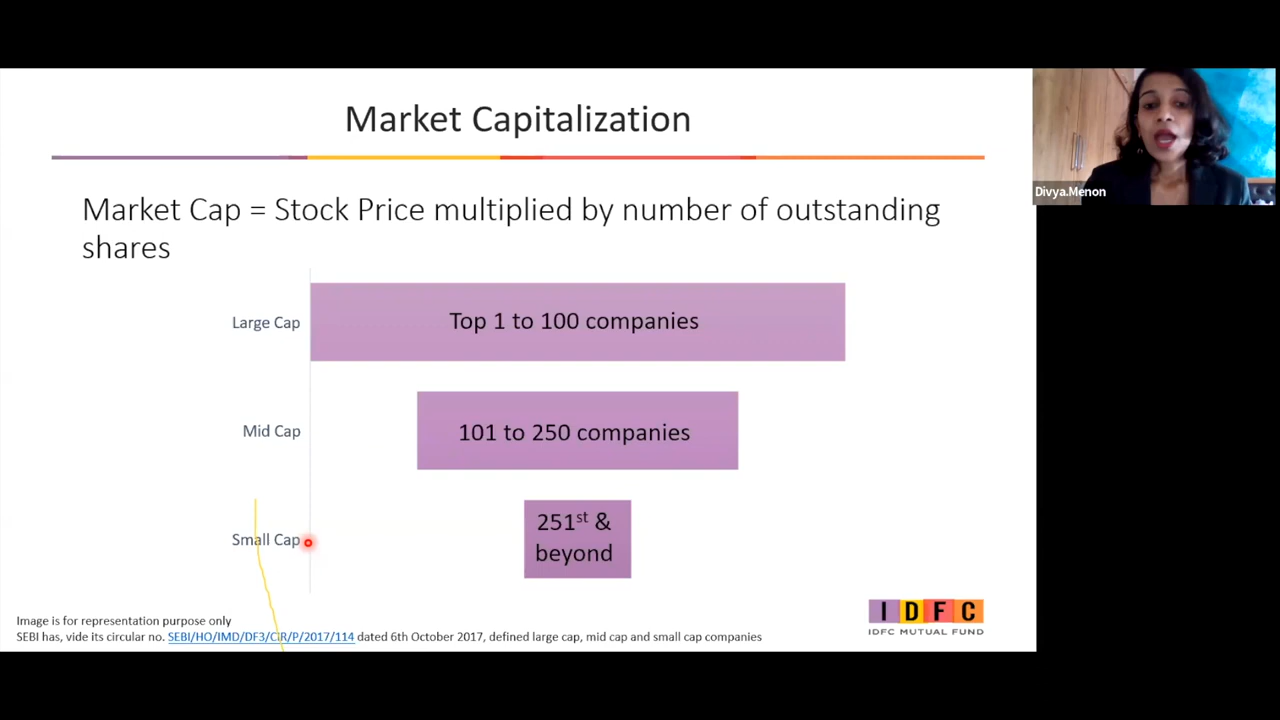 Market Capitalization
Divya.Menon
Market Cap = Stock Price multiplied by number of outstanding
shares
Large Cap
Top 1 to 100 companies
Mid Cap
101 to 250 companies
Small Cap
251st &
beyond
Image is for representation purpose only
SEBI has, vide its circular no. SEBI/HO/IMD/DF3/CIR/P/2017/114 dated 6th October 2017, defined large cap, mid cap and small cap companies
IDFC
IDFC MUTUAL FUND